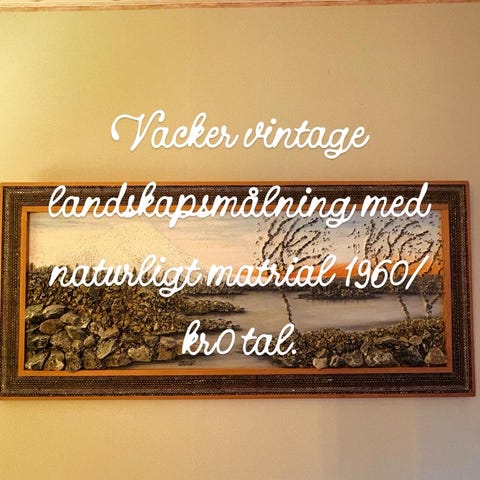 Vacker vintage
landskapsmålning med
naturligt matrial 1960/
kr0 tal.